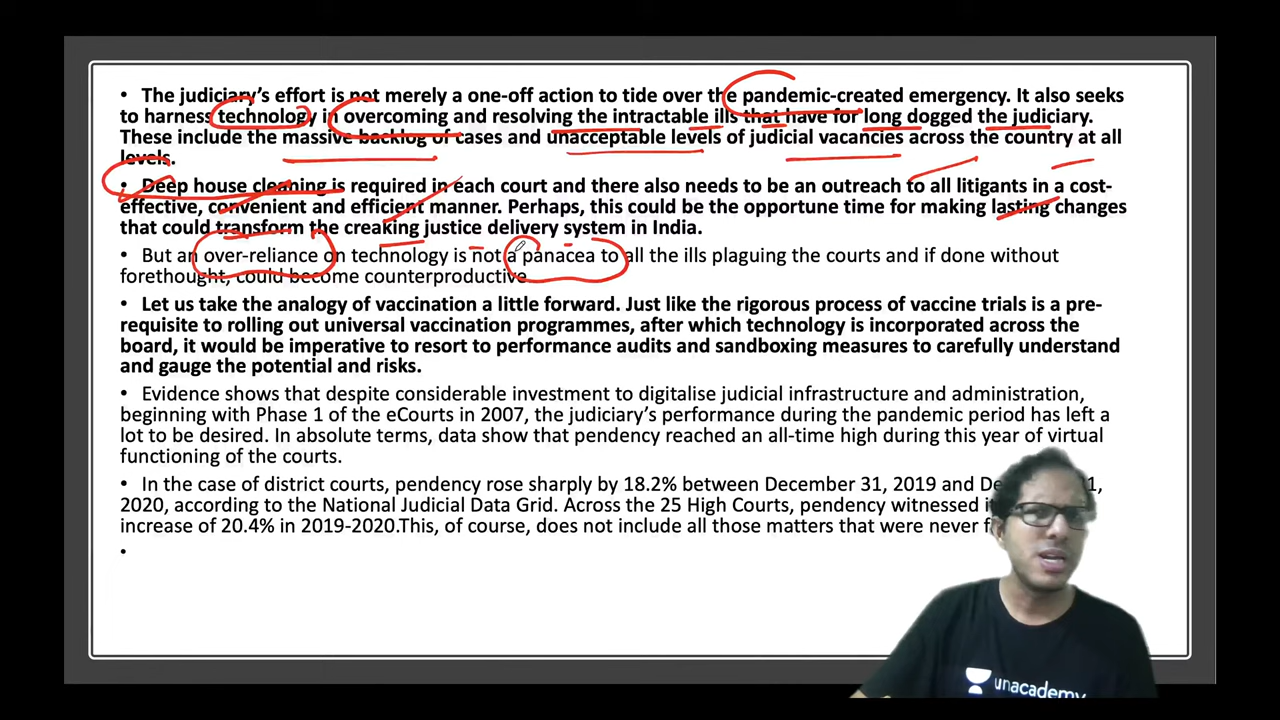 • The judiciary's effort is not merely a one-off action to tide over the pandemic-created emergency. It also seeks
to harness technology in overcoming and resolving the intractable ills that have for long dogged the judiciary.
These include the massive backlog of cases and unacceptable levels of judicial vacancies across the country at all
levels.
• Deep house cleaning is required in each court and there also needs to be an outreach to all litigants in a cost-
effective, convenient and efficient manner. Perhaps, this could be the opportune time for making lasting changes
that could transform the creaking justice delivery system in India.
• But an over-reliance on technology is not a panacea to all the ills plaguing the courts and if done without
forethought, could become counterproductive.
• Let us take the analogy of vaccination a little forward. Just like the rigorous process of vaccine trials is a pre-
requisite to rolling out universal vaccination programmes, after which technology is incorporated across the
board, it would be imperative to resort to performance audits and sandboxing measures to carefully understand
and gauge the potential and risks.
• Evidence shows that despite considerable investment to digitalise judicial infrastructure and administration,
beginning with Phase 1 of the eCourts in 2007, the judiciary's performance during the pandemic period has left a
lot to be desired. In absolute terms, data show that pendency reached an all-time high during this year of virtual
functioning of the courts.
• In the case of district courts, pendency rose sharply by 18.2% between December 31, 2019 and
2020, according to the National Judicial Data Grid. Across the 25 High Courts, pendency witnessed
increase of 20.4% in 2019-2020.This, of course, does not include all those matters that were never
•
unacademy